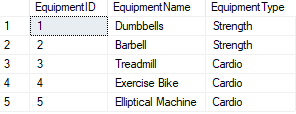 EquipmentID EquipmentName EquipmentType
1 1 Dumbbells Strength
2 2 Barbell Strength
3 3 Treadmill Cardio
4 4 Exercise Bike Cardio
5 5 Elliptical Machine Cardio